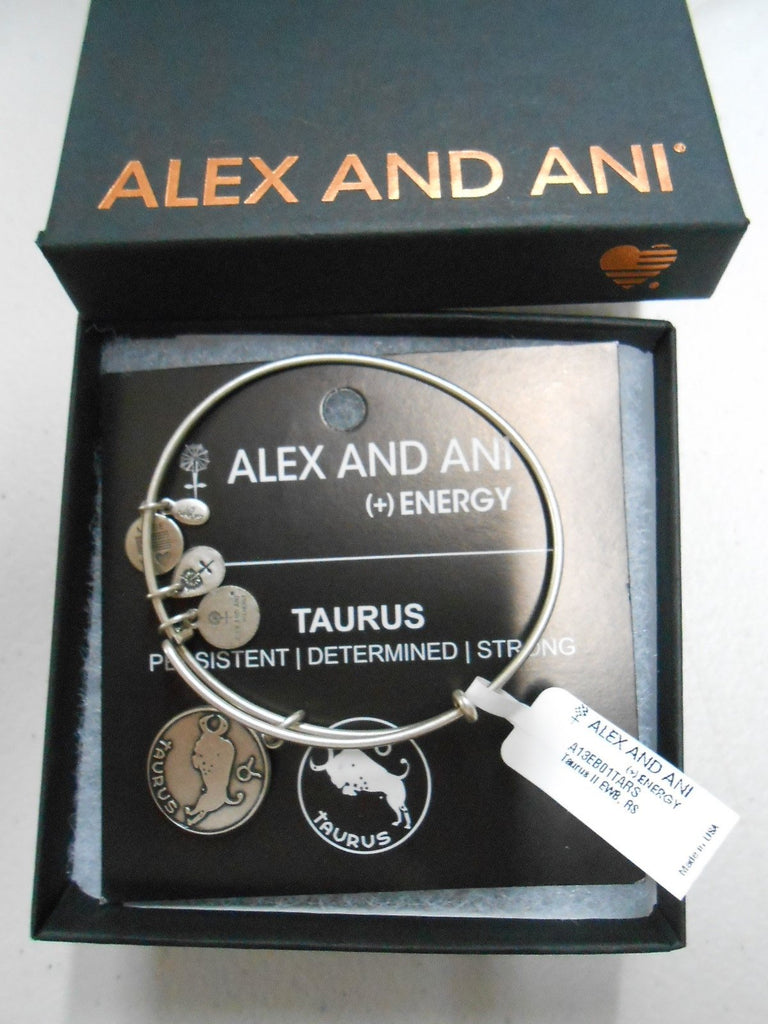 ALEX AND ANI
ALEX AND ANI
(+) ENERGY
TAURUS
PERSISTENT | DETERMINED | STRONG
TAURUS
TAURUS
ALEX AND ANI
(+) ENERGY
A13EB01TARS
Taurus II EWB, RS
Made in USA